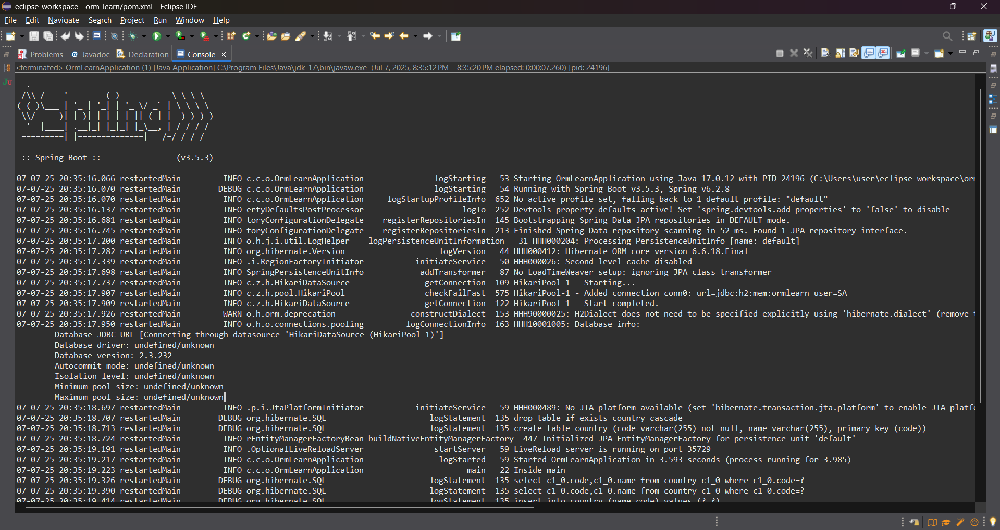 eclipse-workspace - orm-learn/pom.xml - Eclipse IDE
File Edit Navigate Search Project Run Window Help
Problems @ Javadoc Declaration Console
<terminated> OrmLearnApplication (1) [Java Application] C:\Program Files\Java\jdk-17\bin\javaw.exe (Jul 7, 2025, 8:35:12 PM – 8:35:20 PM elapsed: 0:00:07.260) [pid: 24196]
JU
  .   ____          _            __ _ _
 /\\ / ___'_ __ _ _(_)_ __  __ _ \ \ \ \
( ( )\___ | '_ | '_| | '_ \/ _` | \ \ \ \
 \\/  ___)| |_)| | | | | || (_| |  ) ) ) )
  '  |____| .__|_| |_|_| |_\__, | / / / /
 =========|_|==============|___/=/_/_/_/
:: Spring Boot :: (v3.5.3)
07-07-25 20:35:16.066 restartedMain INFO c.c.o.OrmLearnApplication logStarting 53 Starting OrmLearnApplication using Java 17.0.12 with PID 24196 (C:\Users\user\eclipse-workspace\orm
07-07-25 20:35:16.070 restartedMain DEBUG c.c.o.OrmLearnApplication logStarting 54 Running with Spring Boot v3.5.3, Spring v6.2.8
07-07-25 20:35:16.070 restartedMain INFO c.c.o.OrmLearnApplication logStartupProfileInfo 652 No active profile set, falling back to 1 default profile: "default"
07-07-25 20:35:16.137 restartedMain INFO ertyDefaultsPostProcessor logTo 252 Devtools property defaults active! Set 'spring.devtools.add-properties' to 'false' to disable
07-07-25 20:35:16.681 restartedMain INFO toryConfigurationDelegate registerRepositoriesIn 145 Bootstrapping Spring Data JPA repositories in DEFAULT mode.
07-07-25 20:35:16.745 restartedMain INFO toryConfigurationDelegate registerRepositoriesIn 213 Finished Spring Data repository scanning in 52 ms. Found 1 JPA repository interface.
07-07-25 20:35:17.200 restartedMain INFO o.h.j.i.util.LogHelper logPersistenceUnitInformation 31 HHH000204: Processing PersistenceUnitInfo [name: default]
07-07-25 20:35:17.282 restartedMain INFO org.hibernate.Version logVersion 44 HHH000412: Hibernate ORM core version 6.6.18.Final
07-07-25 20:35:17.339 restartedMain INFO .i.RegionFactoryInitiator initiateService 50 HHH000026: Second-level cache disabled
07-07-25 20:35:17.698 restartedMain INFO SpringPersistenceUnitInfo addTransformer 87 No LoadTimeWeaver setup: ignoring JPA class transformer
07-07-25 20:35:17.737 restartedMain INFO c.z.h.HikariDataSource getConnection 109 HikariPool-1 - Starting...
07-07-25 20:35:17.907 restartedMain INFO c.z.h.pool.HikariPool checkFailFast 575 HikariPool-1 - Added connection conn0: url=jdbc:h2:mem:ormlearn user=SA
07-07-25 20:35:17.909 restartedMain INFO c.z.h.HikariDataSource getConnection 122 HikariPool-1 - Start completed.
07-07-25 20:35:17.926 restartedMain WARN o.h.orm.deprecation constructDialect 153 HHH90000025: H2Dialect does not need to be specified explicitly using 'hibernate.dialect' (remove
07-07-25 20:35:17.950 restartedMain INFO o.h.o.connections.pooling logConnectionInfo 163 HHH10001005: Database info:
Database JDBC URL [Connecting through datasource 'HikariDataSource (HikariPool-1)']
Database driver: undefined/unknown
Database version: 2.3.232
Autocommit mode: undefined/unknown
Isolation level: undefined/unknown
Minimum pool size: undefined/unknown
Maximum pool size: undefined/unknown
07-07-25 20:35:18.697 restartedMain INFO .p.i.JtaPlatformInitiator initiateService 59 HHH000489: No JTA platform available (set 'hibernate.transaction.jta.platform' to enable JTA platf
07-07-25 20:35:18.707 restartedMain DEBUG org.hibernate.SQL logStatement 135 drop table if exists country cascade
07-07-25 20:35:18.713 restartedMain DEBUG org.hibernate.SQL logStatement 135 create table country (code varchar(255) not null, name varchar(255), primary key (code))
07-07-25 20:35:18.724 restartedMain INFO rEntityManagerFactoryBean buildNativeEntityManagerFactory 447 Initialized JPA EntityManagerFactory for persistence unit 'default'
07-07-25 20:35:19.191 restartedMain INFO .OptionalLiveReloadServer startServer 59 LiveReload server is running on port 35729
07-07-25 20:35:19.217 restartedMain INFO c.c.o.OrmLearnApplication logStarted 59 Started OrmLearnApplication in 3.593 seconds (process running for 3.985)
07-07-25 20:35:19.223 restartedMain INFO c.c.o.OrmLearnApplication main 22 Inside main
07-07-25 20:35:19.326 restartedMain DEBUG org.hibernate.SQL logStatement 135 select c1_0.code,c1_0.name from country c1_0 where c1_0.code=?
07-07-25 20:35:19.390 restartedMain DEBUG org.hibernate.SQL logStatement 135 select c1_0.code,c1_0.name from country c1_0 where c1_0.code=?
07-07-25 20:35:19.414 restartedMain DEBUG org.hibernate.SQL logStatement 135 insert into country (name,code) values (?,?)